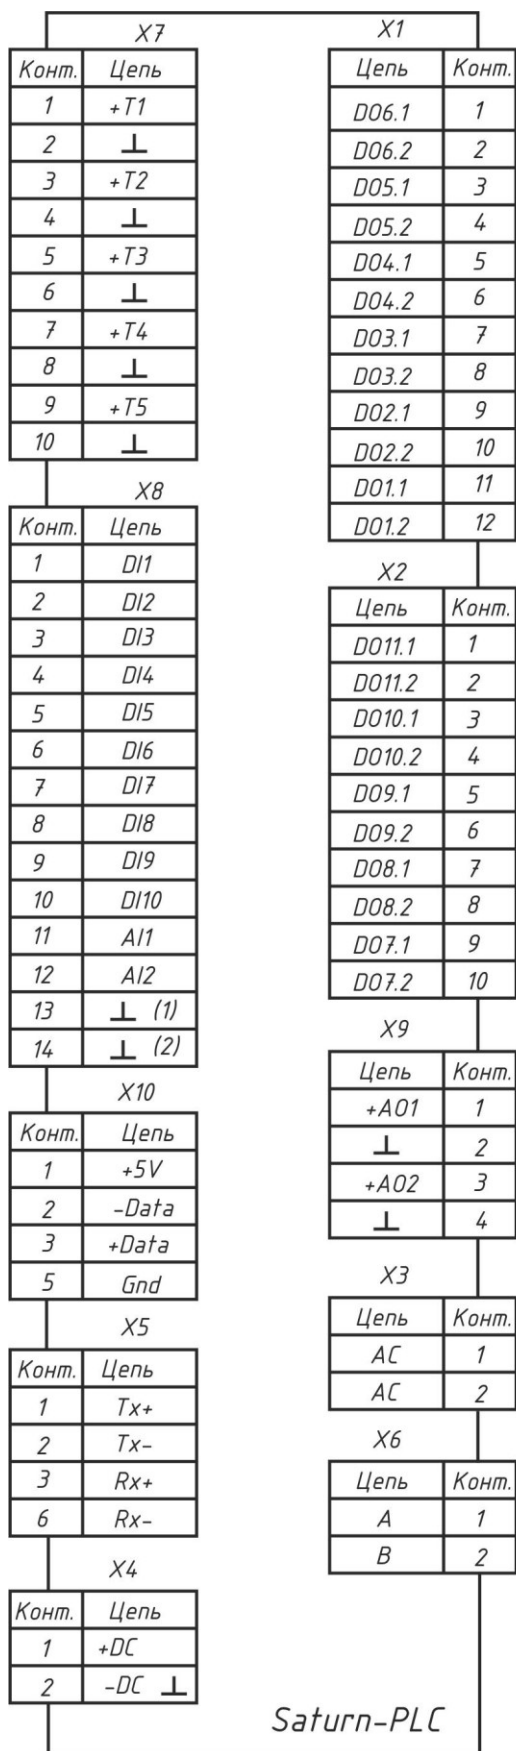 X7
Конт. Цепь
1 +T1
2 ⊥
3 +T2
4 ⊥
5 +T3
6 ⊥
7 +T4
8 ⊥
9 +T5
10 ⊥
X8
Конт. Цепь
1 DI1
2 DI2
3 DI3
4 DI4
5 DI5
6 DI6
7 DI7
8 DI8
9 DI9
10 DI10
11 AI1
12 AI2
13 ⊥ (1)
14 ⊥ (2)
X10
Конт. Цепь
1 +5V
2 -Data
3 +Data
5 Gnd
X5
Конт. Цепь
1 Tx+
2 Tx-
3 Rx+
6 Rx-
X4
Конт. Цепь
1 +DC
2 -DC ⊥
X1
Цепь Конт.
DO6.1 1
DO6.2 2
DO5.1 3
DO5.2 4
DO4.1 5
DO4.2 6
DO3.1 7
DO3.2 8
DO2.1 9
DO2.2 10
DO1.1 11
DO1.2 12
X2
Цепь Конт.
DO11.1 1
DO11.2 2
DO10.1 3
DO10.2 4
DO9.1 5
DO9.2 6
DO8.1 7
DO8.2 8
DO7.1 9
DO7.2 10
X9
Цепь Конт.
+AO1 1
⊥ 2
+AO2 3
⊥ 4
X3
Цепь Конт.
AC 1
AC 2
X6
Цепь Конт.
A 1
B 2
Saturn-PLC